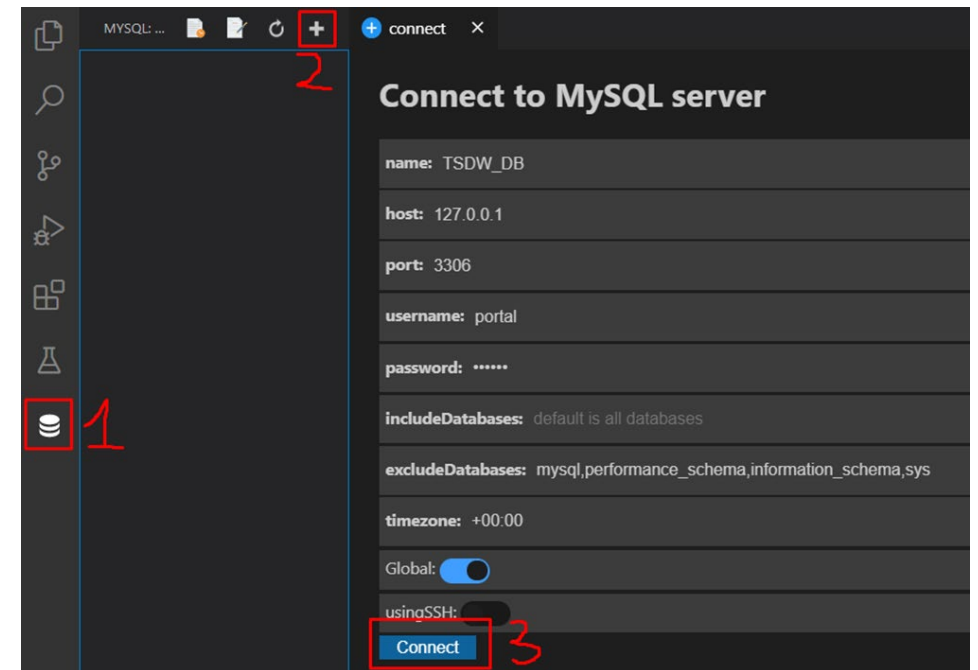 MYSQL: ...
connect
2
Connect to MySQL server
name: TSDW_DB
host: 127.0.0.1
port: 3306
username: portal
password: ••••••
1
includeDatabases: default is all databases
excludeDatabases: mysql,performance_schema,information_schema,sys
timezone: +00:00
Global:
usingSSH:
Connect
3